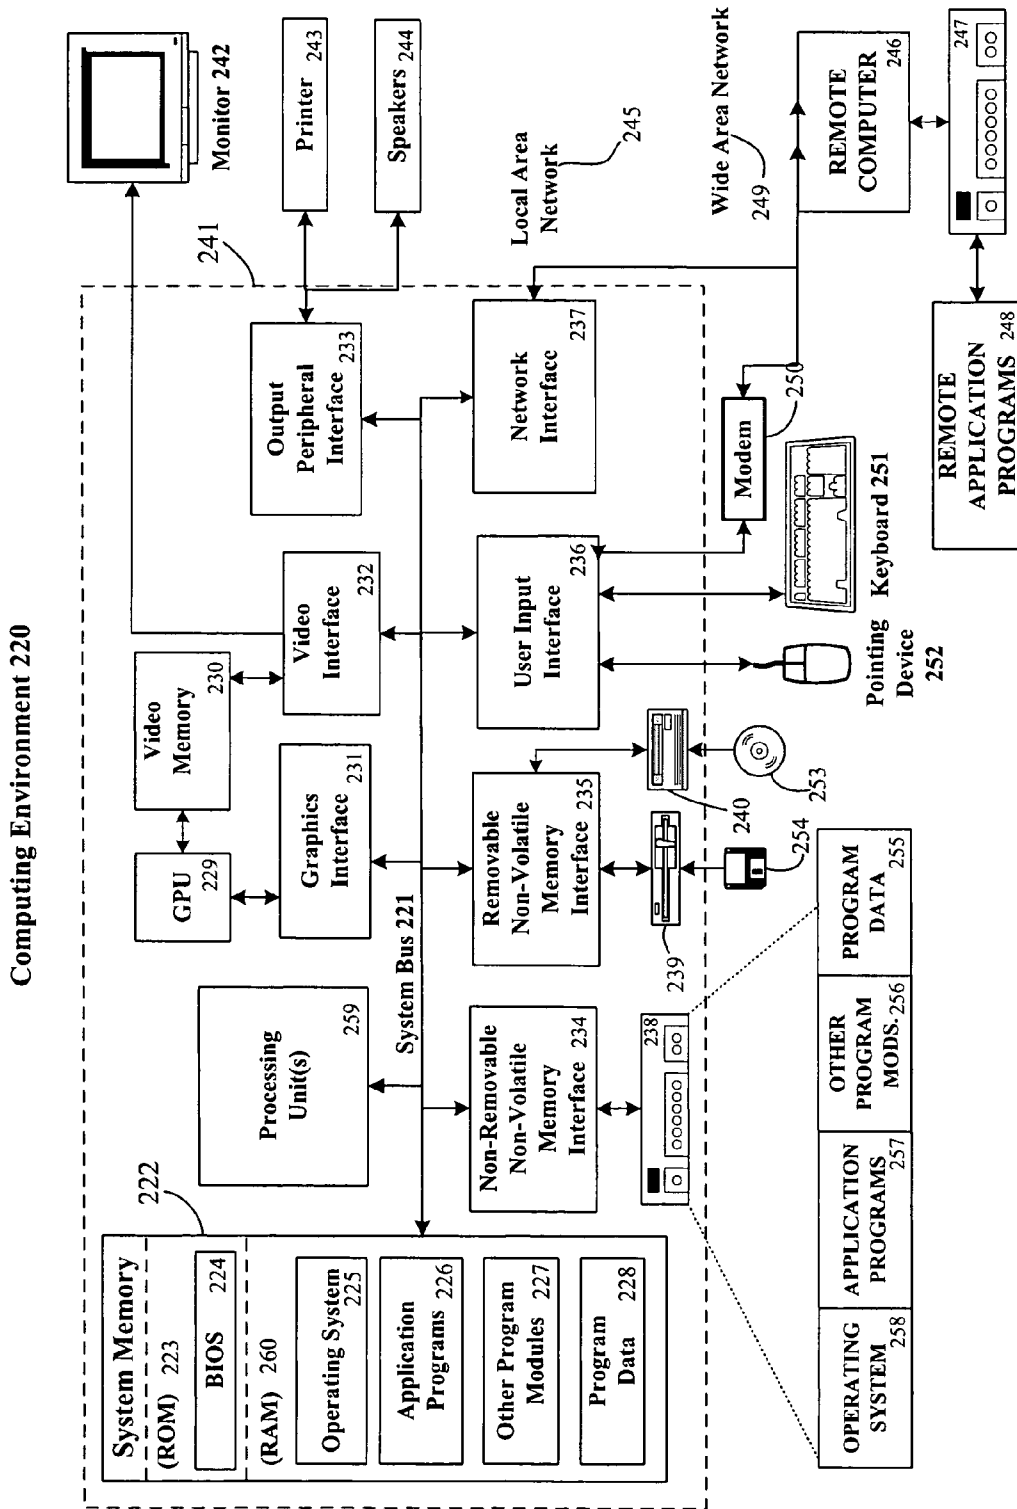 Computing Environment 220
System Memory
222
(ROM) 223
BIOS 224
(RAM) 260
Operating System
225
Application
Programs 226
Other Program
Modules 227
Program
Data 228
Processing
Unit(s)
259
GPU
229
Video
Memory
230
Graphics
Interface
231
Video
Interface
232
Output
Peripheral
Interface 233
241
System Bus 221
Non-Removable
Non-Volatile
Memory
Interface 234
Removable
Non-Volatile
Memory
Interface 235
User Input
Interface
236
Network
Interface
237
Monitor 242
Printer
243
Speakers
244
Local Area
Network
245
Wide Area Network
249
238
239
240
254
253
Pointing
Device
252
Keyboard 251
Modem
250
REMOTE
COMPUTER
246
247
REMOTE
APPLICATION
PROGRAMS 248
OPERATING
SYSTEM
258
APPLICATION
PROGRAMS
257
OTHER
PROGRAM
MODS. 256
PROGRAM
DATA
255